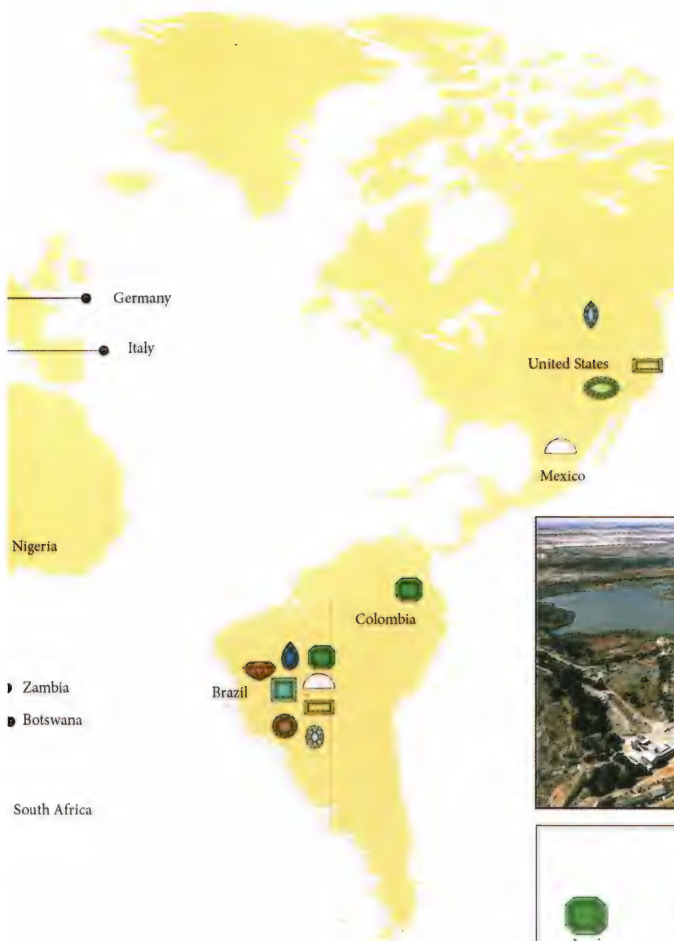 Germany
Italy
United States
Mexico
Nigeria
Colombia
Brazil
Zambia
Botswana
South Africa